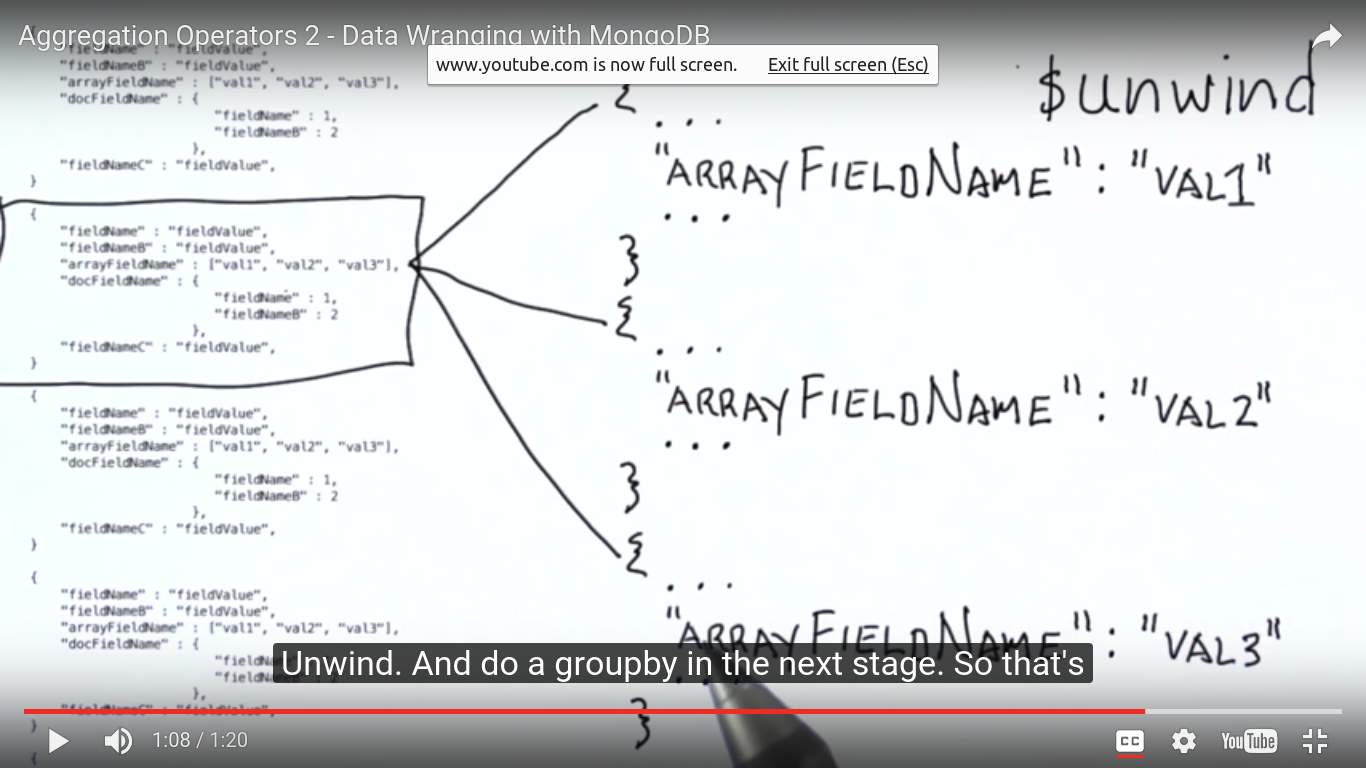 Aggregation Operators 2 - Data Wranging with MongoDB
www.youtube.com is now full screen. Exit full screen (Esc)
"fieldName" : "fieldValue",
"fieldNameB" : "fieldValue",
"arrayFieldName" : ["val1", "val2", "val3"],
"docFieldName" : {
"fieldName" : 1,
"fieldNameB" : 2
},
"fieldNameC" : "fieldValue",
}
{
"fieldName" : "fieldValue",
"fieldNameB" : "fieldValue",
"arrayFieldName" : ["val1", "val2", "val3"],
"docFieldName" : {
"fieldName" : 1,
"fieldNameB" : 2
},
"fieldNameC" : "fieldValue",
}
{
"fieldName" : "fieldValue",
"fieldNameB" : "fieldValue",
"arrayFieldName" : ["val1", "val2", "val3"],
"docFieldName" : {
"fieldName" : 1,
"fieldNameB" : 2
},
"fieldNameC" : "fieldValue",
}
{
"fieldName" : "fieldValue",
"fieldNameB" : "fieldValue",
"arrayFieldName" : ["val1", "val2", "val3"],
"docFieldName" : {
},
"fieldNameC" : "fieldValue",
}
{
$unwind
{
...
"ARRAYFIELDNAME" : "VAL1"
...
}
{
...
"ARRAYFIELDNAME" : "VAL2"
...
}
{
...
"ARRAYFIELDNAME" : "VAL3"
...
}
Unwind. And do a groupby in the next stage. So that's
1:08 / 1:20
CC
YouTube